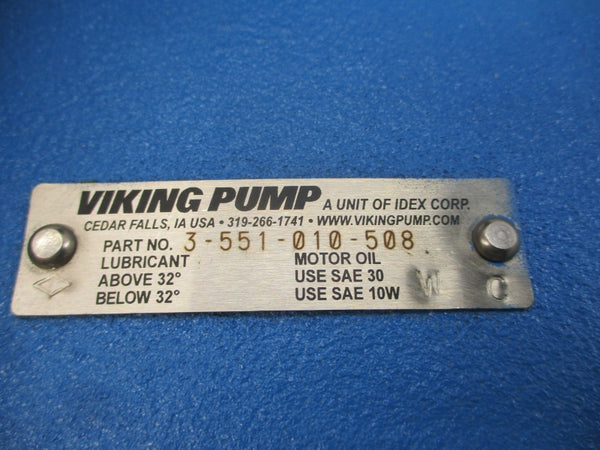 VIKING PUMP A UNIT OF IDEX CORP.
CEDAR FALLS, IA USA • 319-266-1741 • WWW.VIKINGPUMP.COM
PART NO. 3-551-010-508
LUBRICANT MOTOR OIL
ABOVE 32° USE SAE 30
BELOW 32° USE SAE 10W
W C